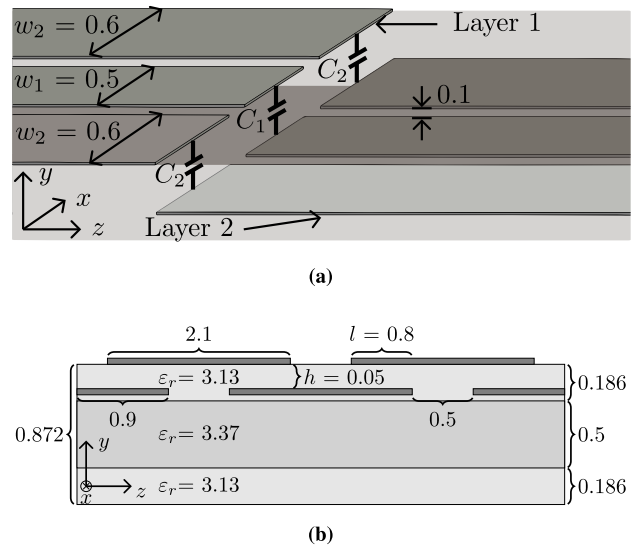 w₂ = 0.6
Layer 1
C₂
w₁ = 0.5
0.1
C₁
w₂ = 0.6
C₂
y
x
z
Layer 2
(a)
2.1
l = 0.8
εᵣ = 3.13
h = 0.05
0.186
0.9
0.5
0.872
εᵣ = 3.37
0.5
y
x
z
εᵣ = 3.13
0.186
(b)